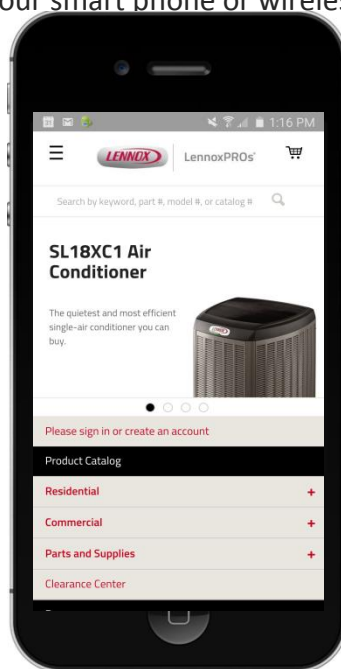 our smart phone or wireles
31 1:16 PM
LENNOX LennoxPROs
Search by keyword, part #, model #, or catalog #
SL18XC1 Air
Conditioner
The quietest and most efficient
single-air conditioner you can
buy.
LENNOX
Please sign in or create an account
Product Catalog
Residential +
Commercial +
Parts and Supplies +
Clearance Center